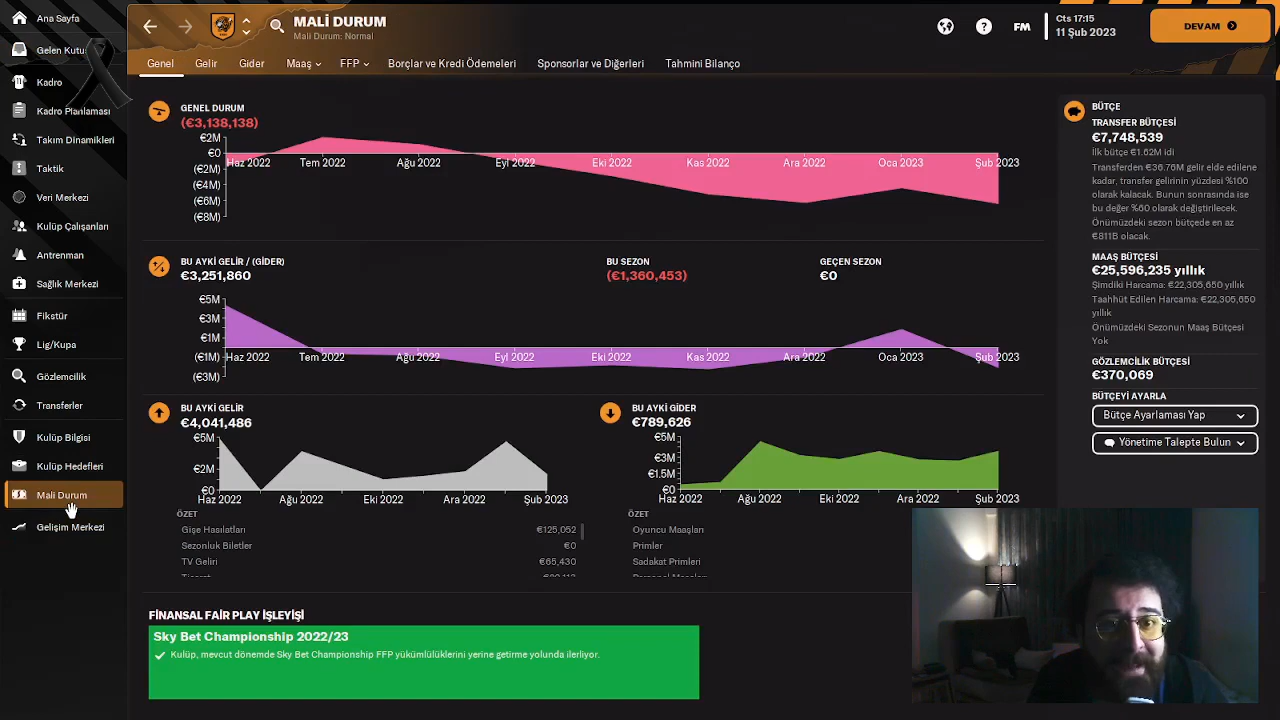 Ana Sayfa
Gelen Kutusu
Kadro
Kadro Planlaması
Takım Dinamikleri
Taktik
Veri Merkezi
Kulüp Çalışanları
Antrenman
Sağlık Merkezi
Fikstür
Lig/Kupa
Gözlemcilik
Transferler
Kulüp Bilgisi
Kulüp Hedefleri
Mali Durum
Gelişim Merkezi
MALİ DURUM
Mali Durum: Normal
FM
Cts 17:15
11 Şub 2023
DEVAM
Genel Gelir Gider Maaş FFP Borçlar ve Kredi Ödemeleri Sponsorlar ve Diğerleri Tahmini Bilanço
GENEL DURUM
(€3,138,138)
€2M
€0
(€2M)
(€4M)
(€6M)
(€8M)
Haz 2022 Tem 2022 Ağu 2022 Eyl 2022 Eki 2022 Kas 2022 Ara 2022 Oca 2023 Şub 2023
BU AYKİ GELİR / (GİDER)
€3,251,860
BU SEZON
(€1,360,453)
GEÇEN SEZON
€0
€5M
€3M
€1M
(€1M)
(€3M)
Haz 2022 Tem 2022 Ağu 2022 Eyl 2022 Eki 2022 Kas 2022 Ara 2022 Oca 2023 Şub 2023
BU AYKİ GELİR
€4,041,486
€5M
€2M
€0
Haz 2022 Ağu 2022 Eki 2022 Ara 2022 Şub 2023
ÖZET
Gişe Hasılatları €125,052
Sezonluk Biletler €0
TV Geliri €65,430
BU AYKİ GİDER
€789,626
€5M
€3M
€1.5M
€0
Haz 2022 Ağu 2022 Eki 2022 Ara 2022 Şub 2023
ÖZET
Oyuncu Maaşları
Primler
Sadakat Primleri
FİNANSAL FAIR PLAY İŞLEYİŞİ
Sky Bet Championship 2022/23
Kulüp, mevcut dönemde Sky Bet Championship FFP yükümlülüklerini yerine getirme yolunda ilerliyor.
BÜTÇE
TRANSFER BÜTÇESİ
€7,748,539
İlk bütçe €1.62M idi
Transferden €36.76M gelir elde edilene
kadar, transfer gelirinin yüzdesi %100
olarak kalacak. Bunun sonrasında ise
bu değer %60 olarak değiştirilecek.
Önümüzdeki sezon bütçede en az
€811B olacak.
MAAŞ BÜTÇESİ
€25,596,235 yıllık
Şimdiki Harcama: €22,305,650 yıllık
Taahhüt Edilen Harcama: €22,305,650
yıllık
Önümüzdeki Sezonun Maaş Bütçesi
Yok
GÖZLEMCİLİK BÜTÇESİ
€370,069
BÜTÇEYİ AYARLA
Bütçe Ayarlaması Yap
Yönetime Talepte Bulun